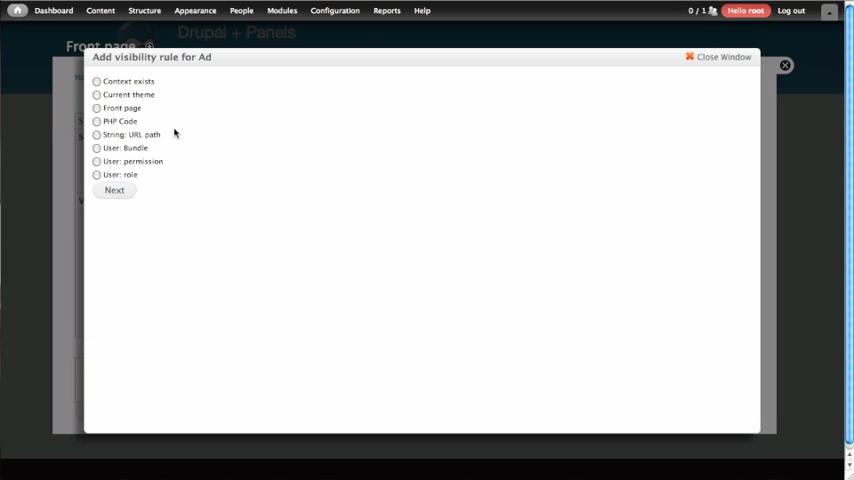 Dashboard Content Structure Appearance People Modules Configuration Reports Help 0 / 1 Hello root Log out
Drupal + Panels
Front page
Add visibility rule for Ad Close Window
Context exists
Current theme
Front page
PHP Code
String: URL path
User: Bundle
User: permission
User: role
Next